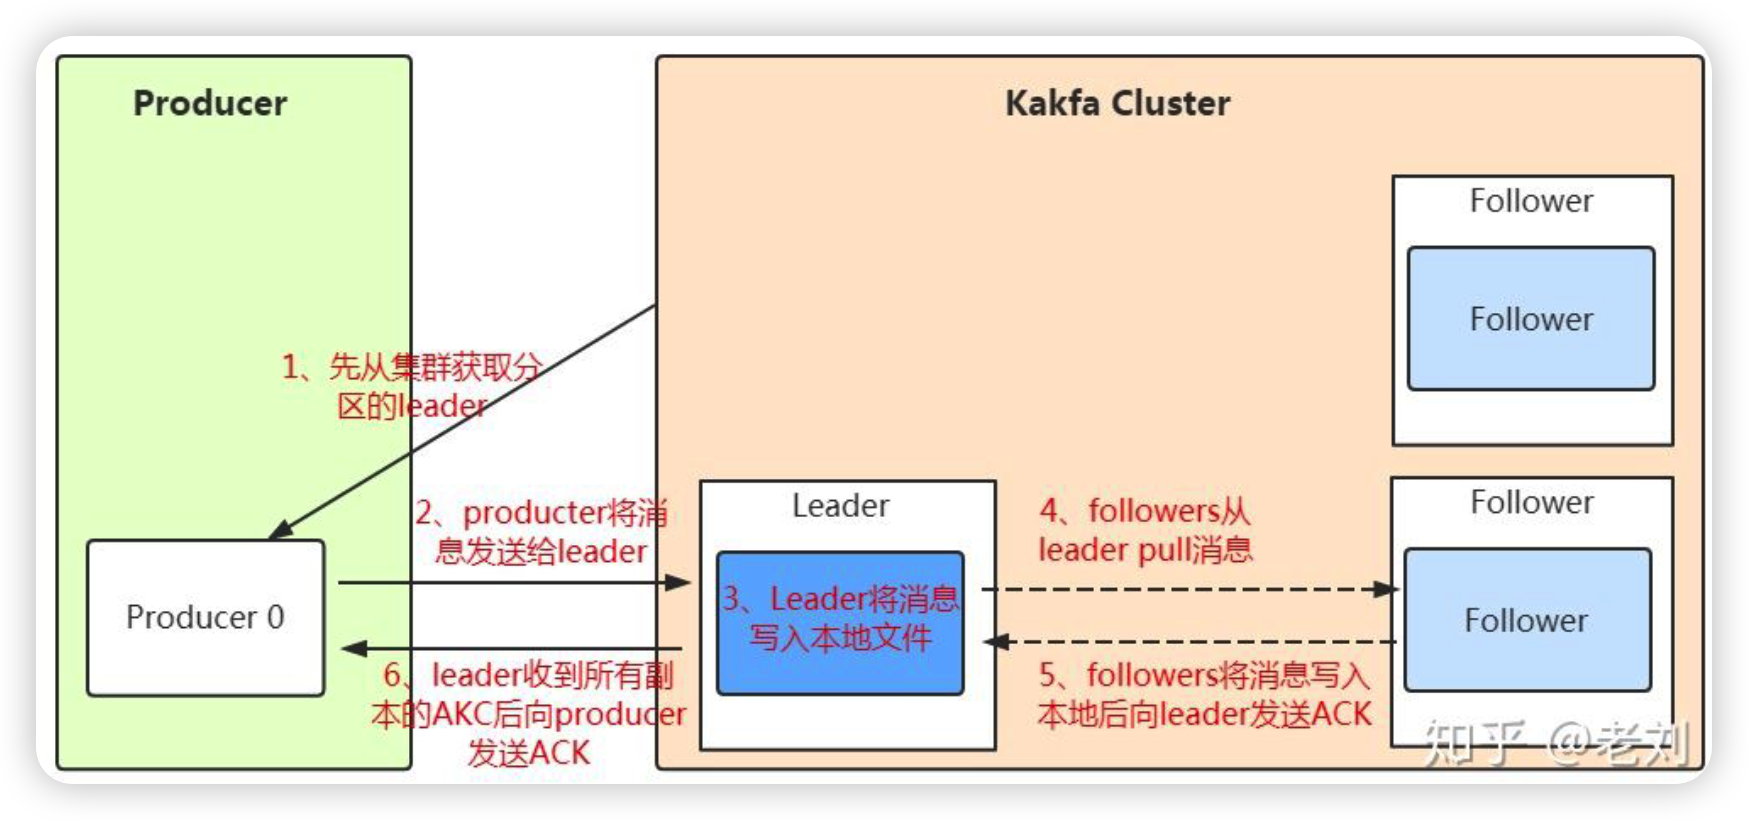 Producer
Kakfa Cluster
Follower
Follower
1、先从集群获取分
区的leader
2、producter将消
息发送给leader
Leader
4、followers从
leader pull消息
Follower
Producer 0
3、Leader将消息
写入本地文件
Follower
6、leader收到所有副
本的AKC后向producer
发送ACK
5、followers将消息写入
本地后向leader发送ACK
知乎 @老刘